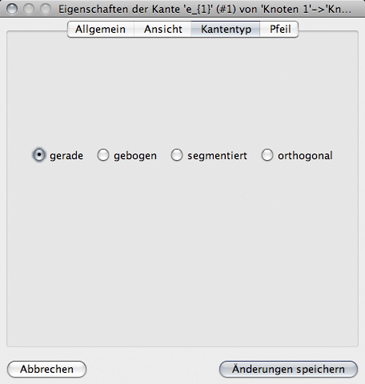 Eigenschaften der Kante 'e_{1}' (#1) von 'Knoten 1'->'Kn...
Allgemein Ansicht Kantentyp Pfeil
gerade gebogen segmentiert orthogonal
Abbrechen Änderungen speichern